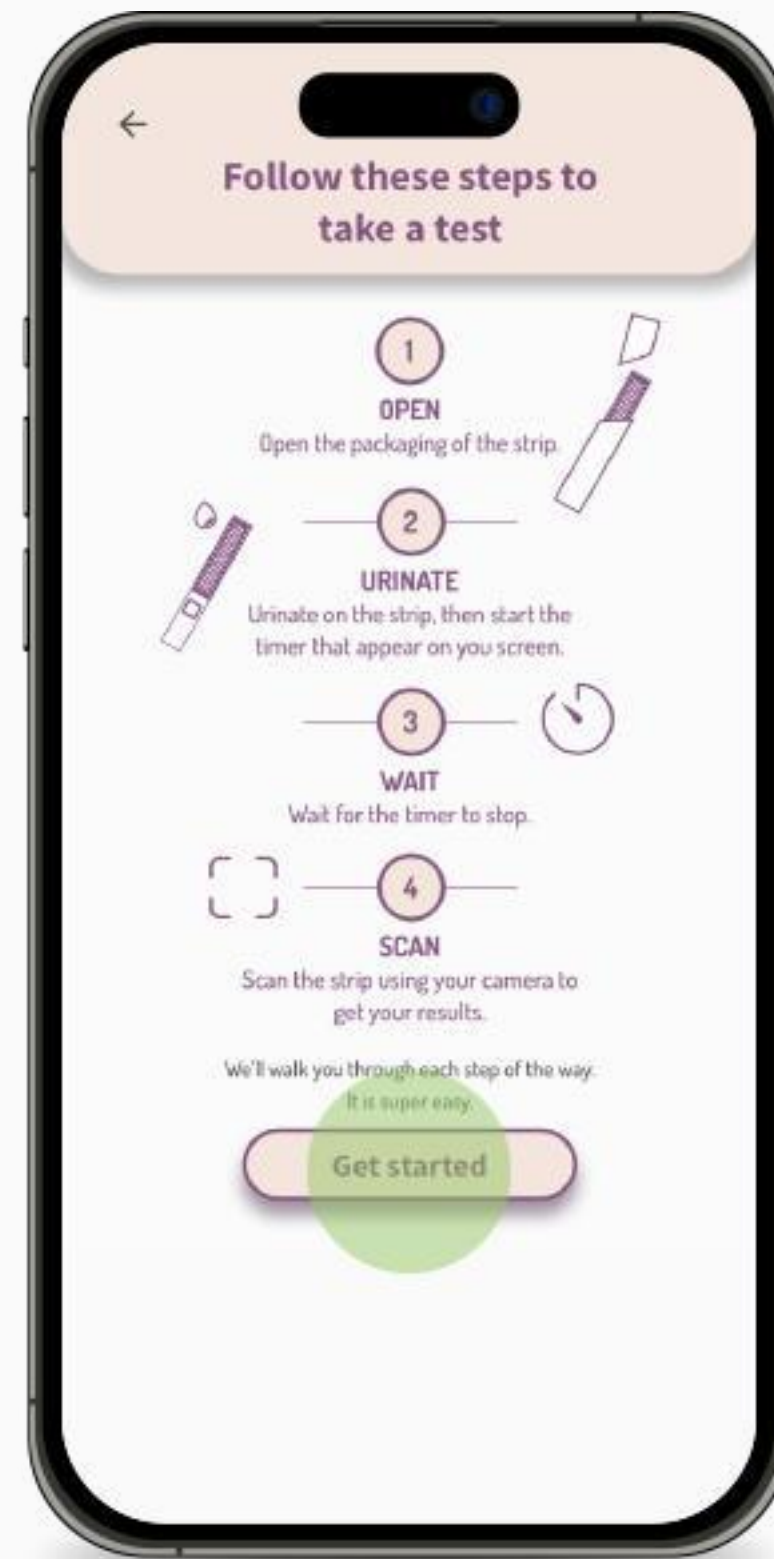 Follow these steps to
take a test
1
OPEN
Open the packaging of the strip.
2
URINATE
Urinate on the strip, then start the
timer that appear on you screen.
3
WAIT
Wait for the timer to stop.
4
SCAN
Scan the strip using your camera to
get your results.
We'll walk you through each step of the way.
It is super easy.
Get started